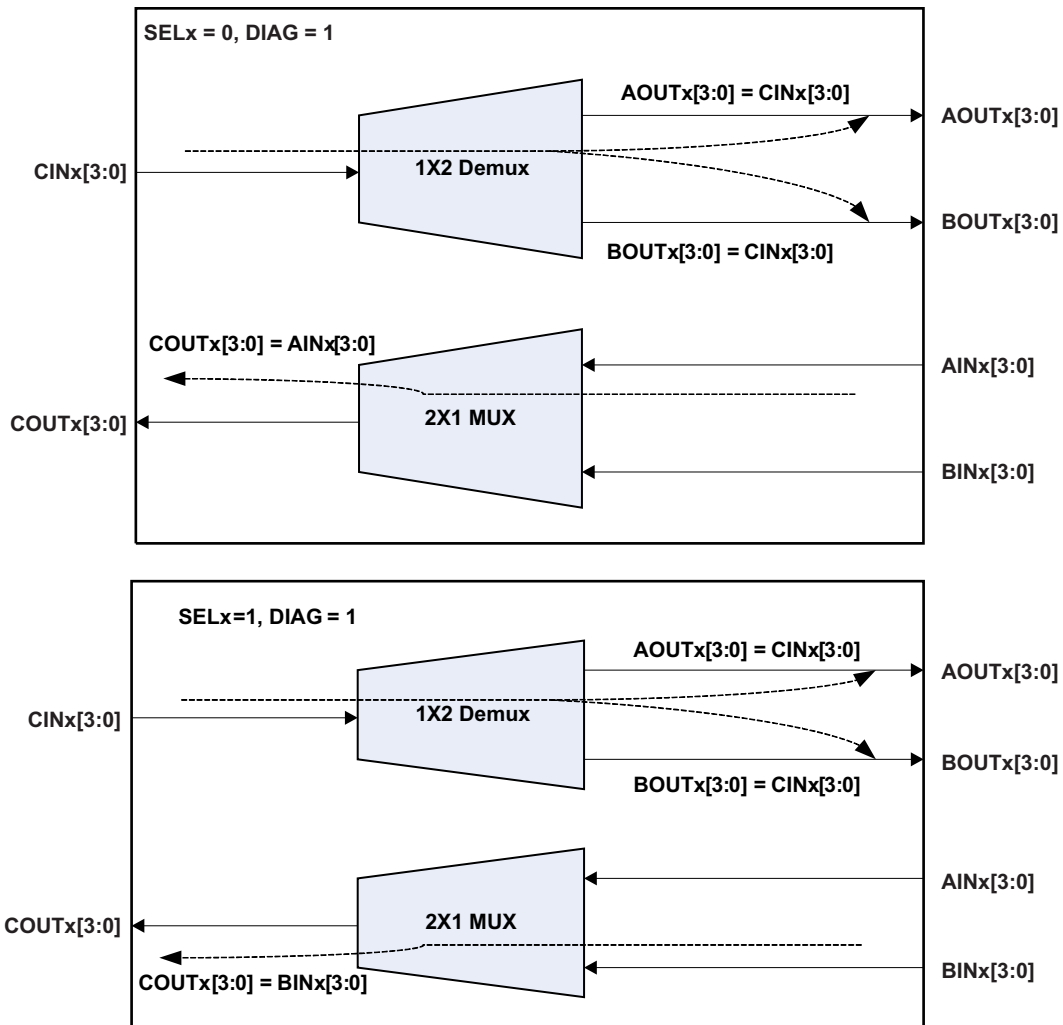 SELx = 0, DIAG = 1
AOUTx[3:0] = CINx[3:0]
AOUTx[3:0]
CINx[3:0]
1X2 Demux
BOUTx[3:0]
BOUTx[3:0] = CINx[3:0]
COUTx[3:0] = AINx[3:0]
AINx[3:0]
COUTx[3:0]
2X1 MUX
BINx[3:0]
SELx=1, DIAG = 1
AOUTx[3:0] = CINx[3:0]
AOUTx[3:0]
CINx[3:0]
1X2 Demux
BOUTx[3:0]
BOUTx[3:0] = CINx[3:0]
AINx[3:0]
COUTx[3:0]
2X1 MUX
BINx[3:0]
COUTx[3:0] = BINx[3:0]